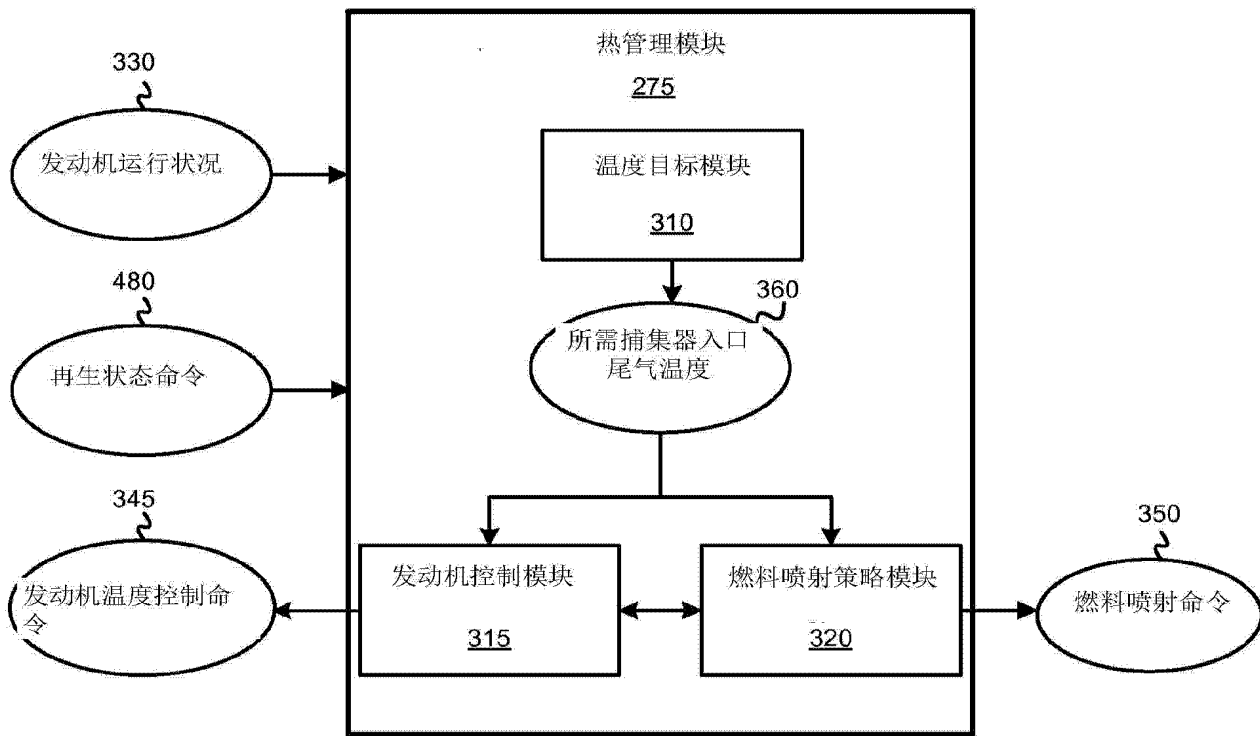 热管理模块
275
330
发动机运行状况
温度目标模块
310
480
再生状态命令
360
所需捕集器入口
尾气温度
345
发动机温度控制命
令
发动机控制模块
315
燃料喷射策略模块
320
350
燃料喷射命令